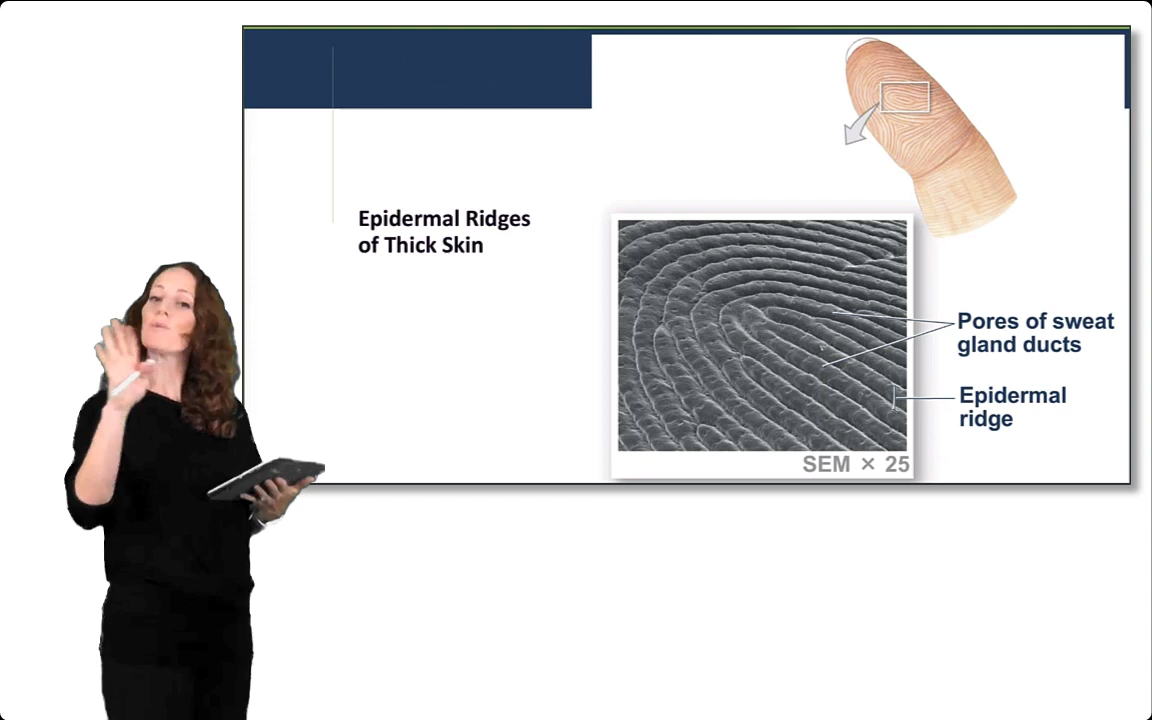 Epidermal Ridges
of Thick Skin
Pores of sweat
gland ducts
Epidermal
ridge
SEM × 25